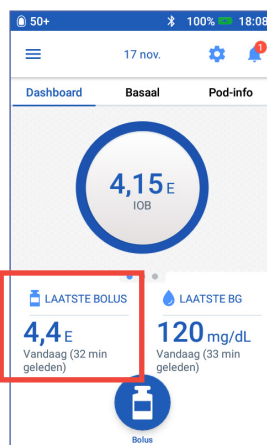 50+ 100% 18:08
17 nov. 1
Dashboard Basaal Pod-info
4,15 E
IOB
LAATSTE BOLUS LAATSTE BG
4,4 E 120 mg/dL
Vandaag (32 min Vandaag (33 min
geleden) geleden)
Bolus